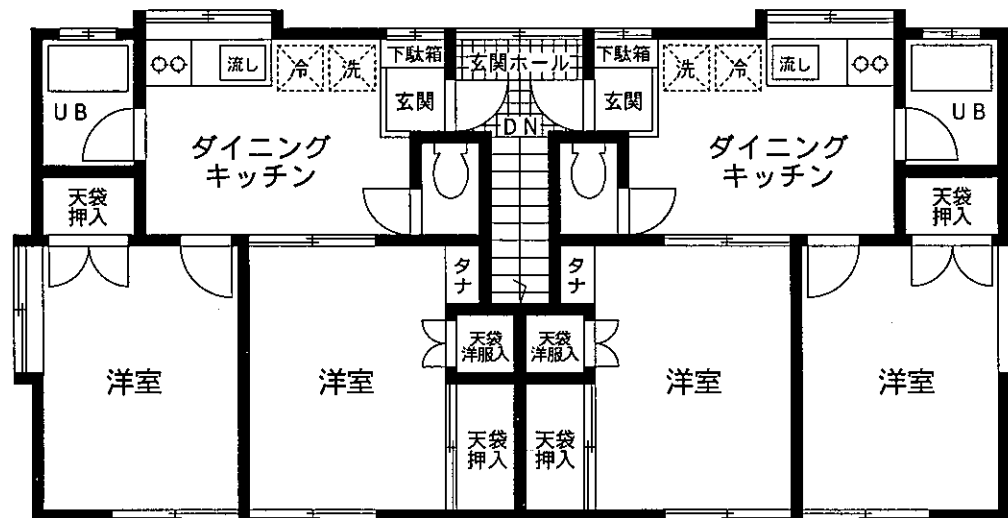 下駄箱
玄関ホール
下駄箱
流し
冷
洗
洗
冷
流し
UB
玄関
玄関
UB
DN
ダイニング
キッチン
ダイニング
キッチン
天袋
押入
天袋
押入
タナ
タナ
天袋
洋服入
天袋
洋服入
洋室
洋室
洋室
洋室
天袋
押入
天袋
押入